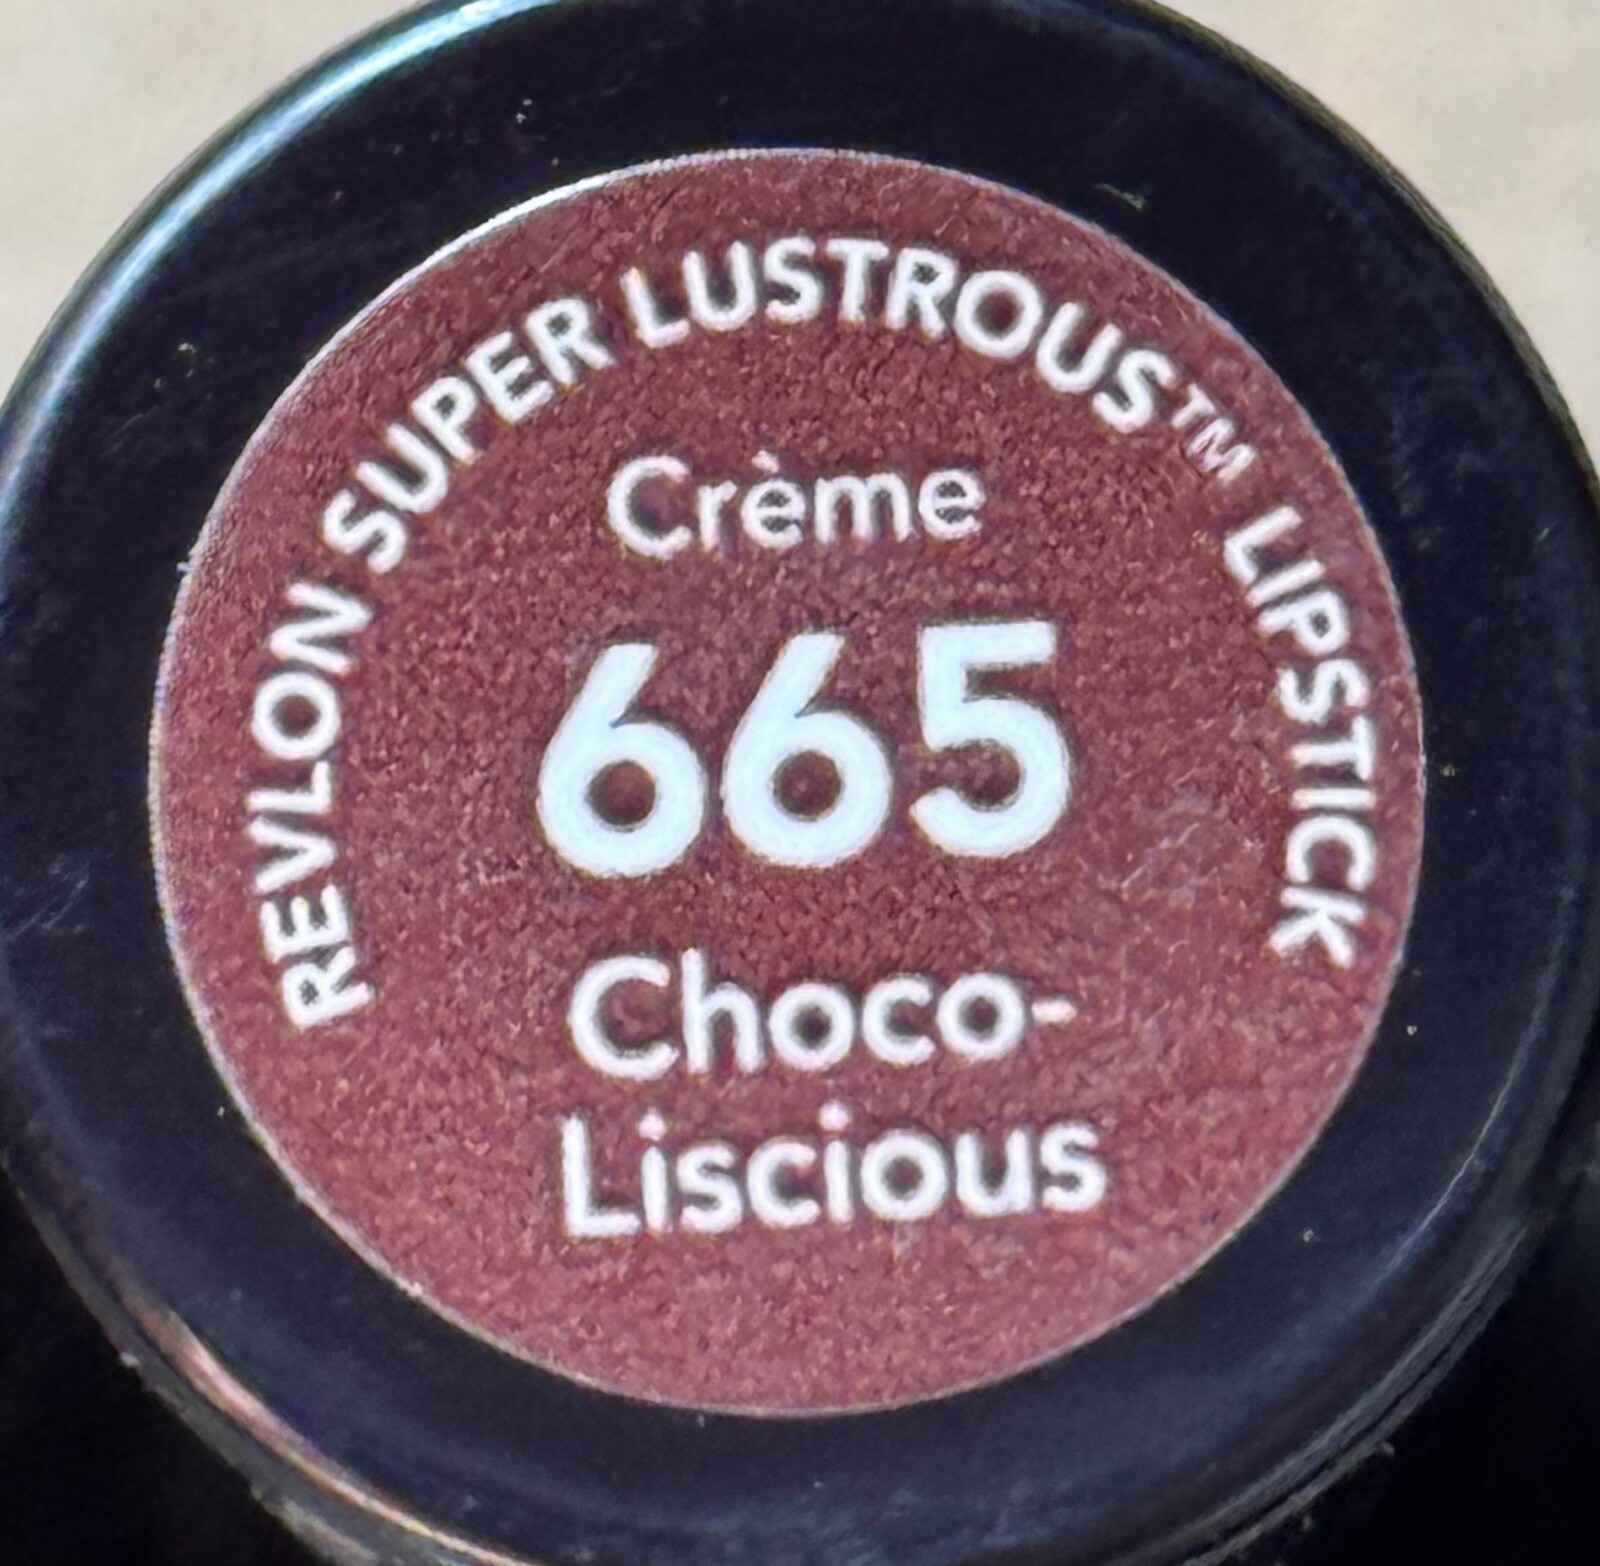 REVLON SUPER LUSTROUS™ LIPSTICK
Crème
665
Choco-
Liscious